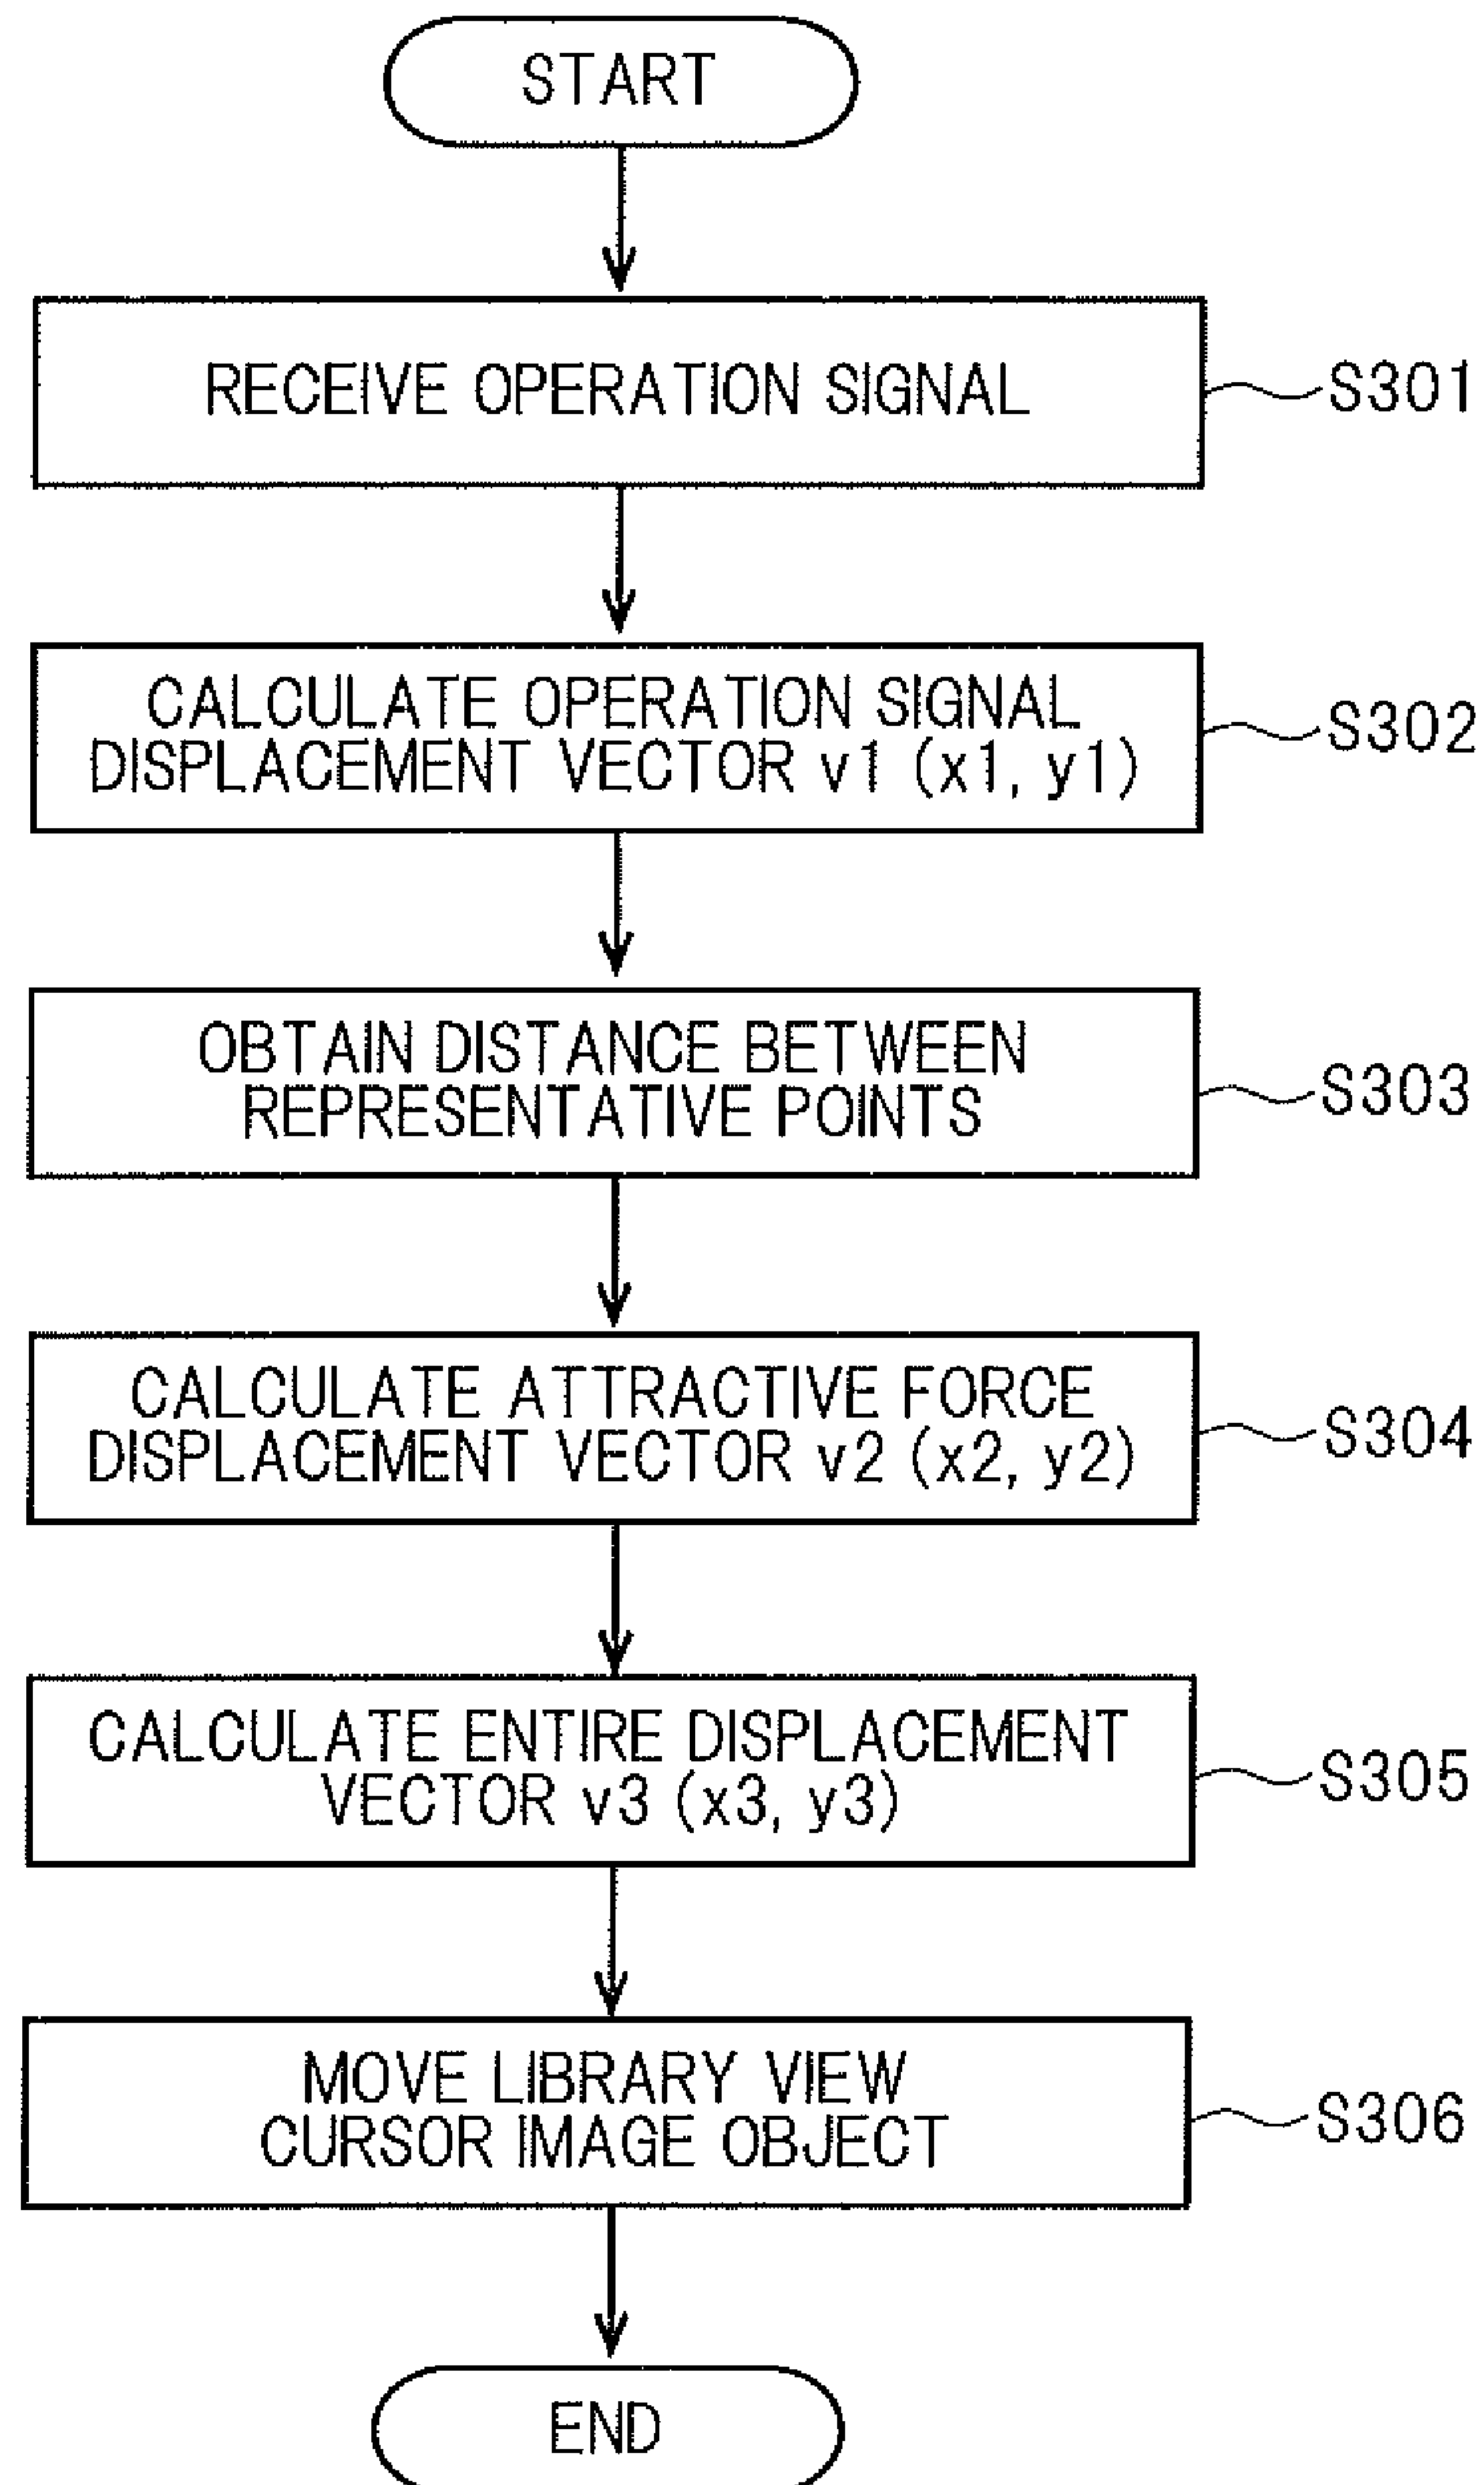 START
RECEIVE OPERATION SIGNAL
S301
CALCULATE OPERATION SIGNAL
DISPLACEMENT VECTOR v1 (x1, y1)
S302
OBTAIN DISTANCE BETWEEN
REPRESENTATIVE POINTS
S303
CALCULATE ATTRACTIVE FORCE
DISPLACEMENT VECTOR v2 (x2, y2)
S304
CALCULATE ENTIRE DISPLACEMENT
VECTOR v3 (x3, y3)
S305
MOVE LIBRARY VIEW
CURSOR IMAGE OBJECT
S306
END